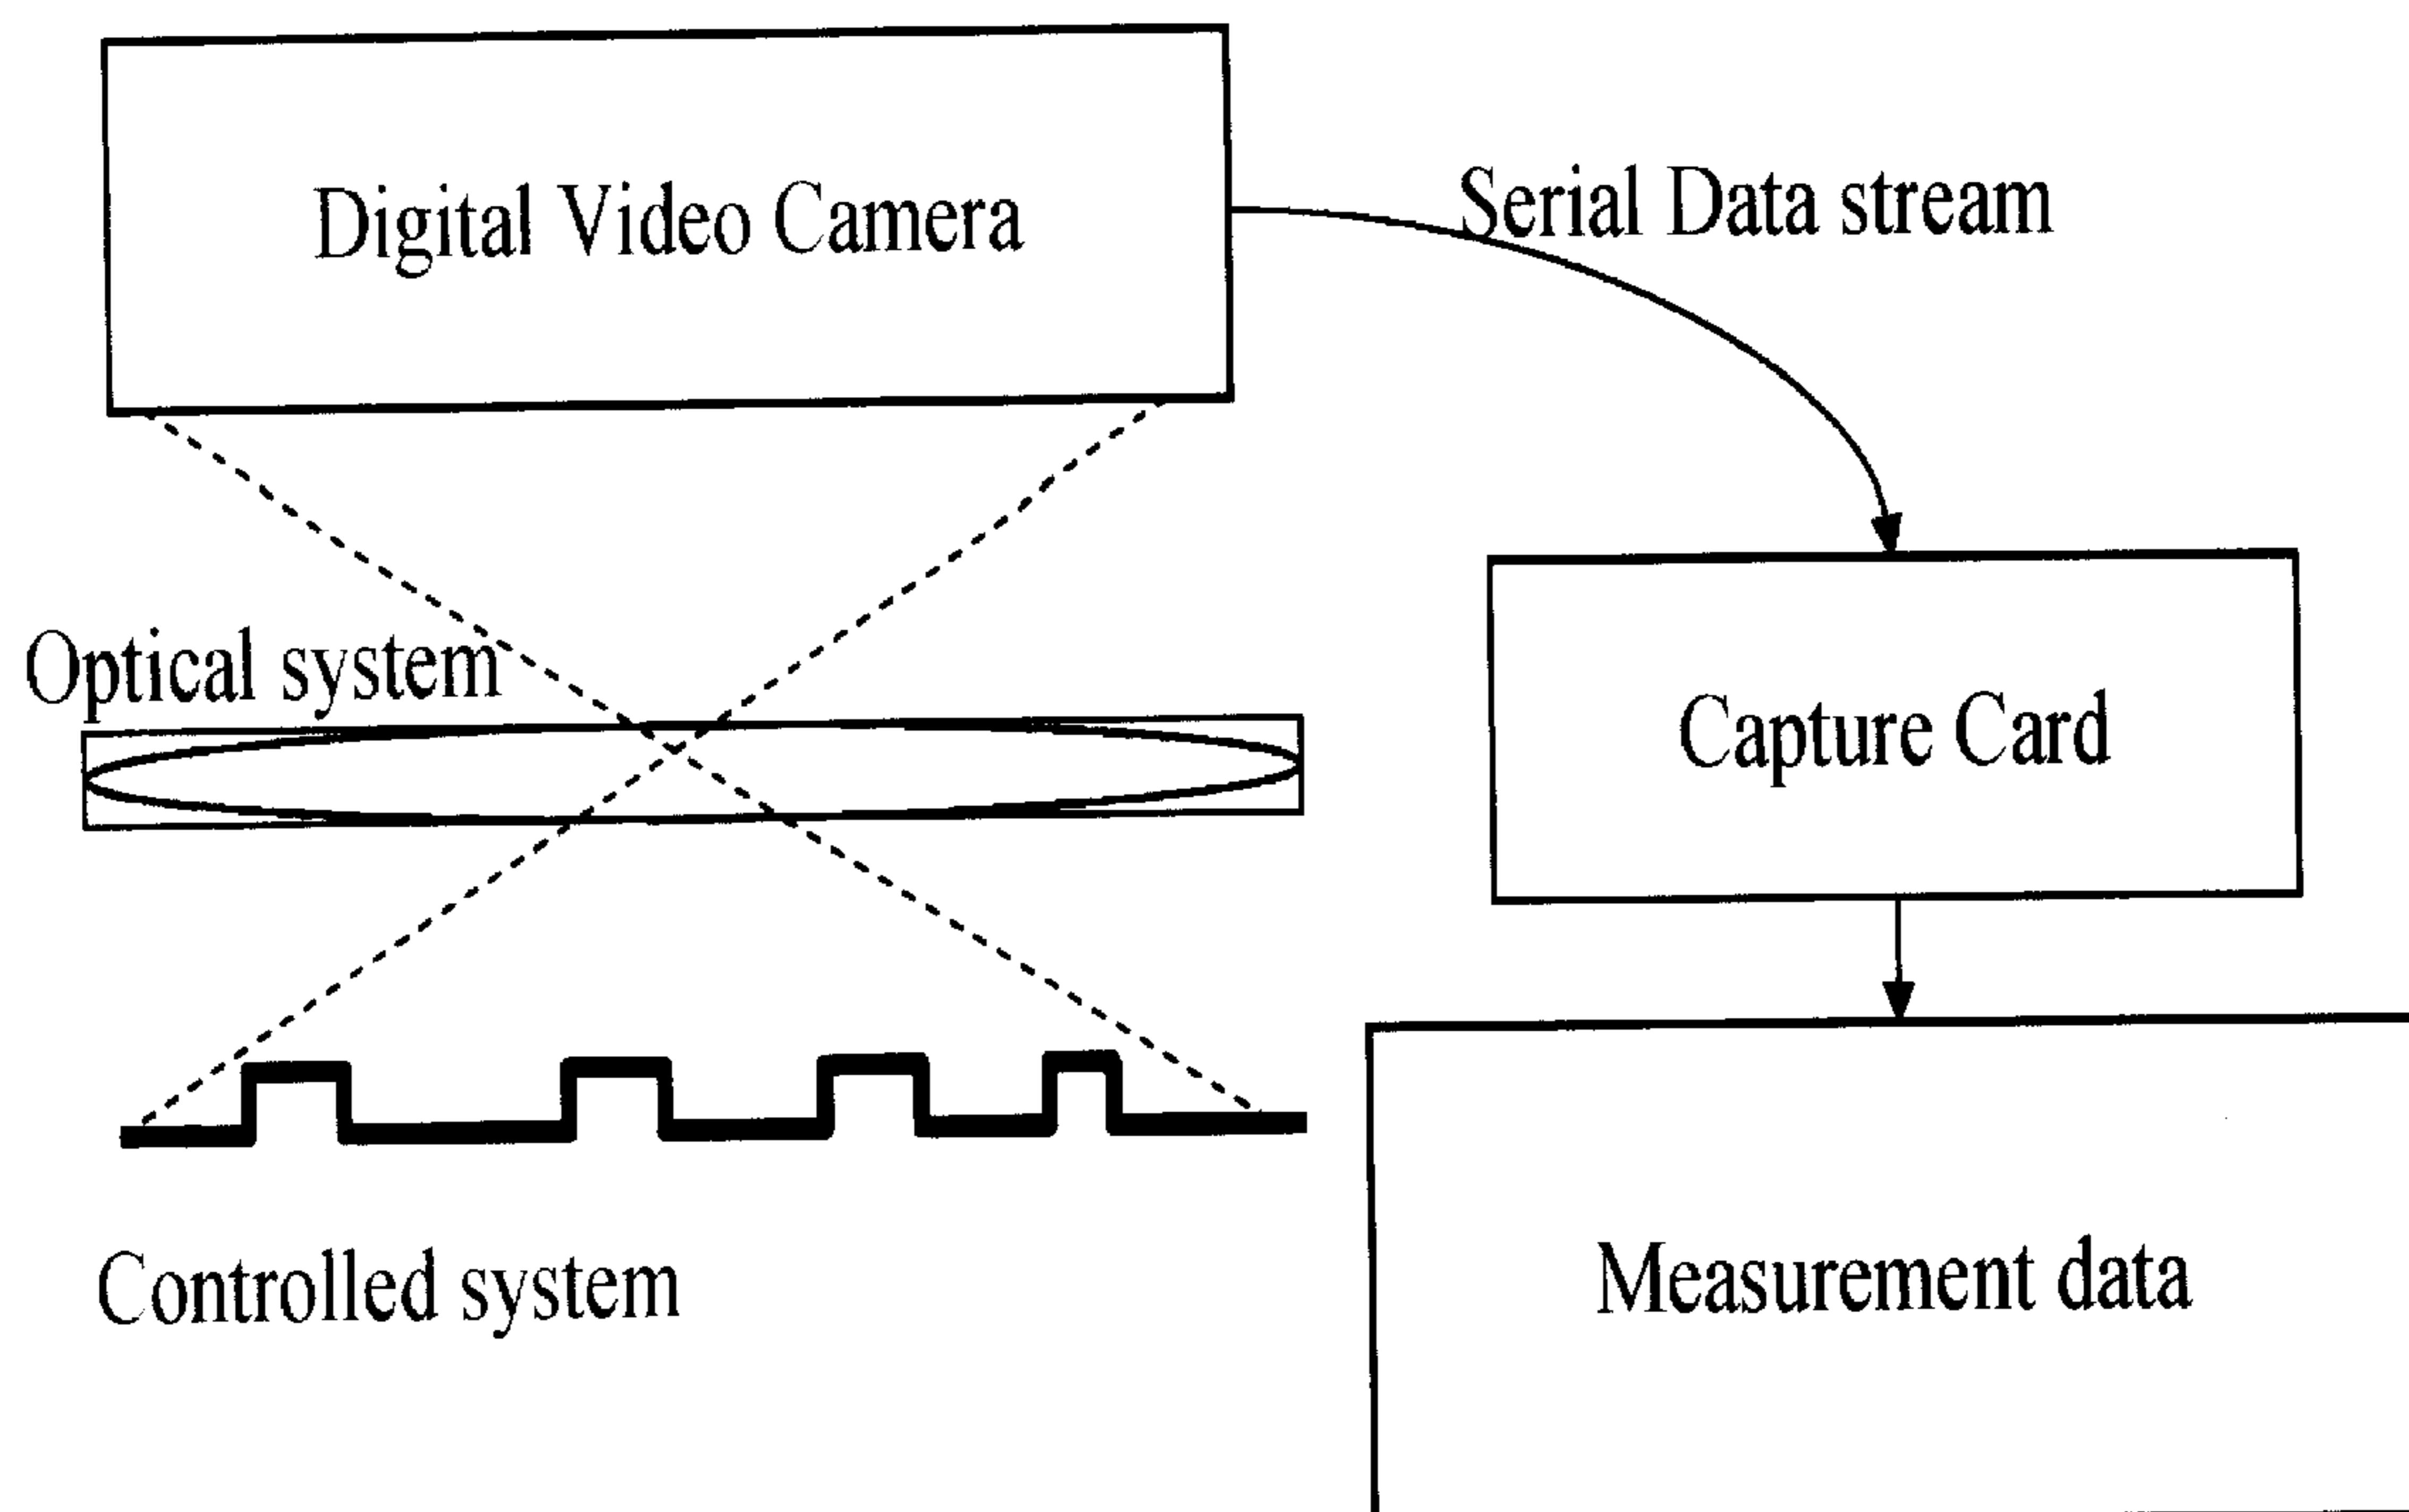 Digital Video Camera
Serial Data stream
Optical system
Capture Card
Controlled system
Measurement data